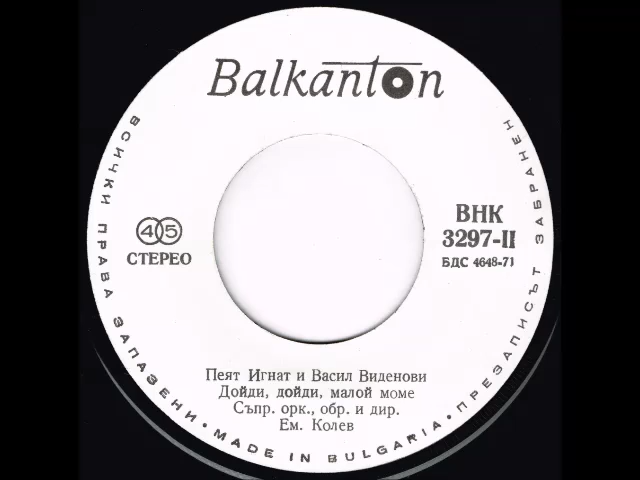 Balkanton
45
СТЕРЕО
ВНК
3297-II
БДС 4648-71
Пеят Игнат и Васил Виденови
Дойди, дойди, малой моме
Съпр. орк., обр. и дир.
Ем. Колев
ВСИЧКИ ПРАВА ЗАПАЗЕНИ • MADE IN BULGARIA • ПРЕЗАПИСЪТ ЗАБРАНЕН